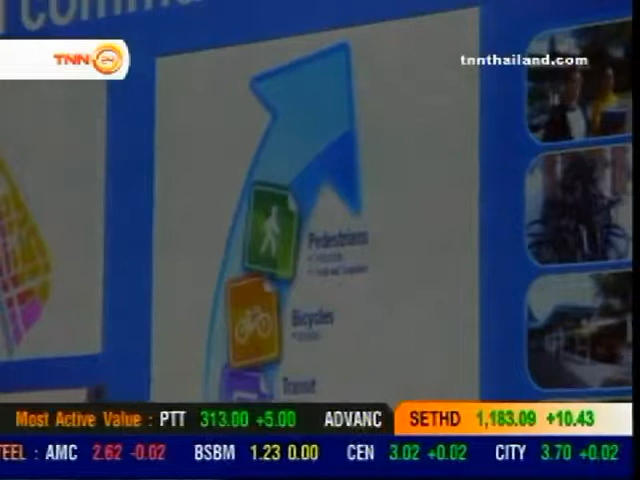 comm
TNN 24
tnnthailand.com
Pedestrians
Bicycles
Transit
Most Active Value : PTT 313.00 +5.00 ADVANC SETHD 1,183.09 +10.43
TEEL : AMC 2.62 -0.02 BSBM 1.23 0.00 CEN 3.02 +0.02 CITY 3.70 +0.02